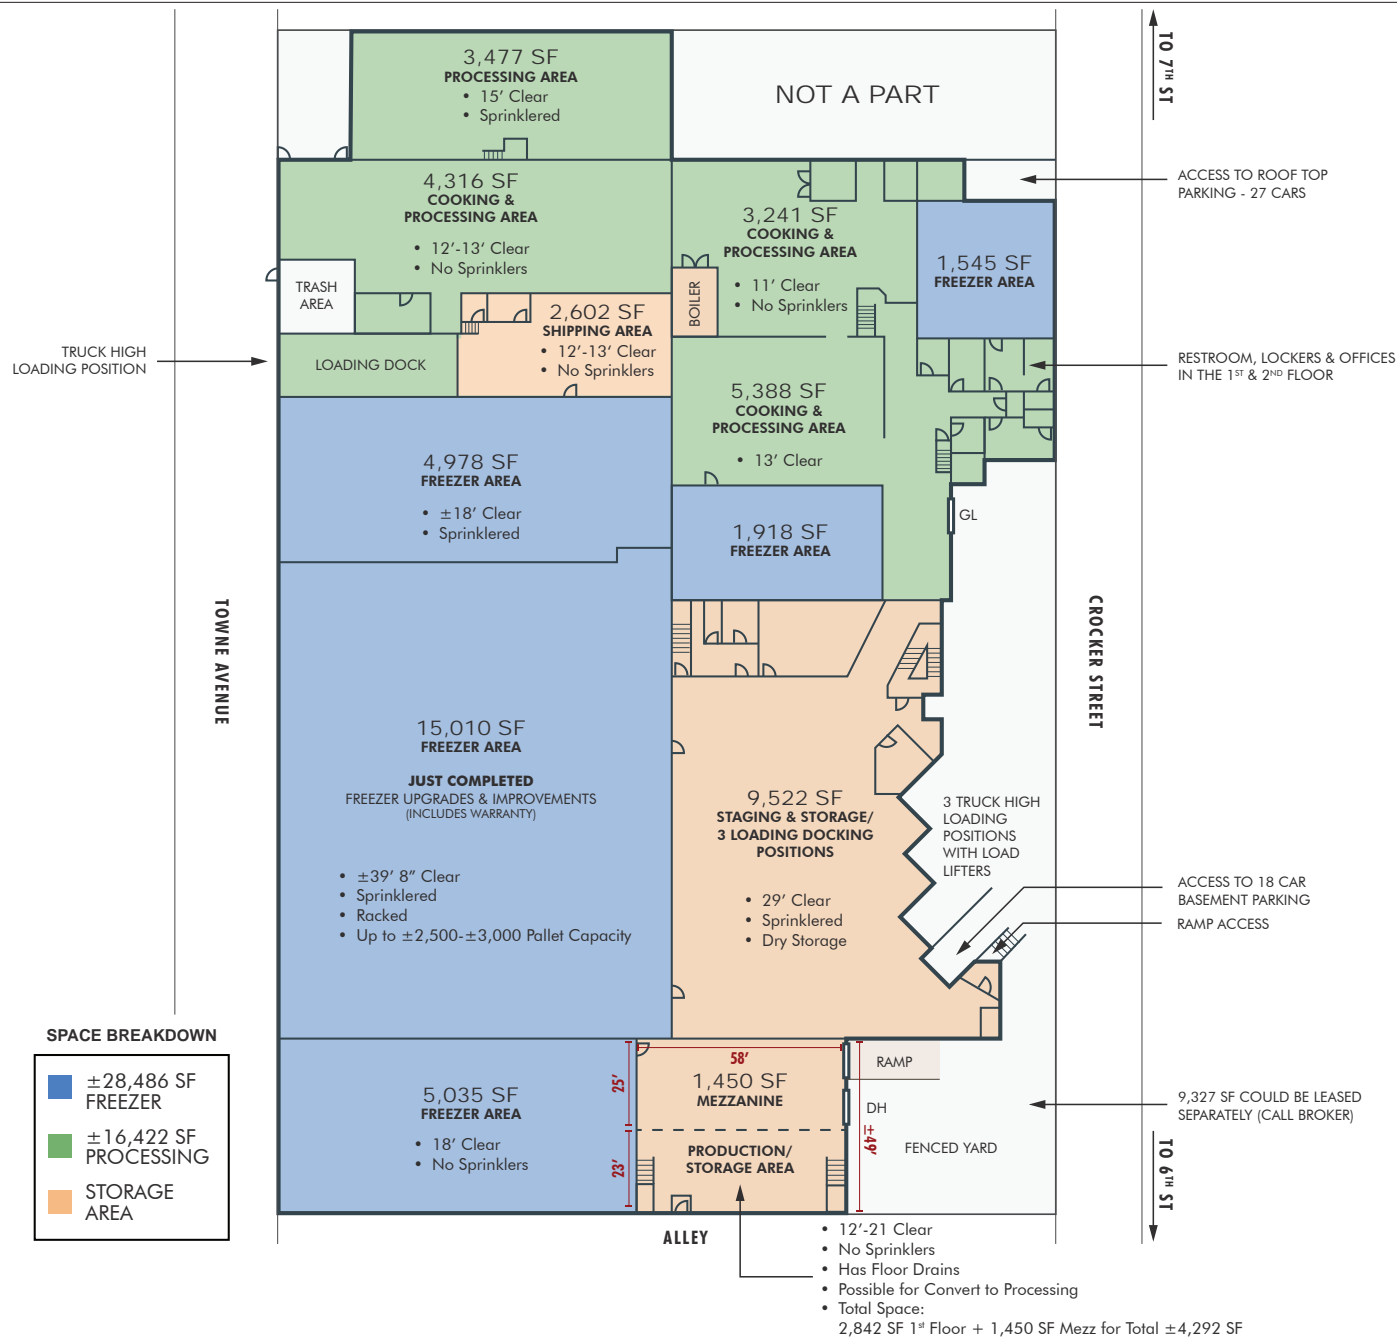 3,477 SF
PROCESSING AREA
• 15’ Clear
• Sprinklered
NOT A PART
TO 7TH ST
ACCESS TO ROOF TOP
PARKING - 27 CARS
4,316 SF
COOKING &
PROCESSING AREA
• 12’-13’ Clear
• No Sprinklers
3,241 SF
COOKING &
PROCESSING AREA
• 11’ Clear
• No Sprinklers
1,545 SF
FREEZER AREA
TRASH
AREA
BOILER
2,602 SF
SHIPPING AREA
• 12’-13’ Clear
• No Sprinklers
TRUCK HIGH
LOADING POSITION
LOADING DOCK
RESTROOM, LOCKERS & OFFICES
IN THE 1ST & 2ND FLOOR
5,388 SF
COOKING &
PROCESSING AREA
• 13’ Clear
4,978 SF
FREEZER AREA
• ±18’ Clear
• Sprinklered
1,918 SF
FREEZER AREA
GL
TOWNE AVENUE
CROCKER STREET
15,010 SF
FREEZER AREA
JUST COMPLETED
FREEZER UPGRADES & IMPROVEMENTS
(INCLUDES WARRANTY)
• ±39’ 8” Clear
• Sprinklered
• Racked
• Up to ±2,500-±3,000 Pallet Capacity
9,522 SF
STAGING & STORAGE/
3 LOADING DOCKING
POSITIONS
• 29’ Clear
• Sprinklered
• Dry Storage
3 TRUCK HIGH
LOADING
POSITIONS
WITH LOAD
LIFTERS
ACCESS TO 18 CAR
BASEMENT PARKING
RAMP ACCESS
SPACE BREAKDOWN
±28,486 SF
FREEZER
±16,422 SF
PROCESSING
STORAGE
AREA
5,035 SF
FREEZER AREA
• 18’ Clear
• No Sprinklers
25’
23’
58’
1,450 SF
MEZZANINE
PRODUCTION/
STORAGE AREA
RAMP
DH
±49’
FENCED YARD
9,327 SF COULD BE LEASED
SEPARATELY (CALL BROKER)
TO 6TH ST
ALLEY
• 12’-21 Clear
• No Sprinklers
• Has Floor Drains
• Possible for Convert to Processing
• Total Space:
2,842 SF 1st Floor + 1,450 SF Mezz for Total ±4,292 SF